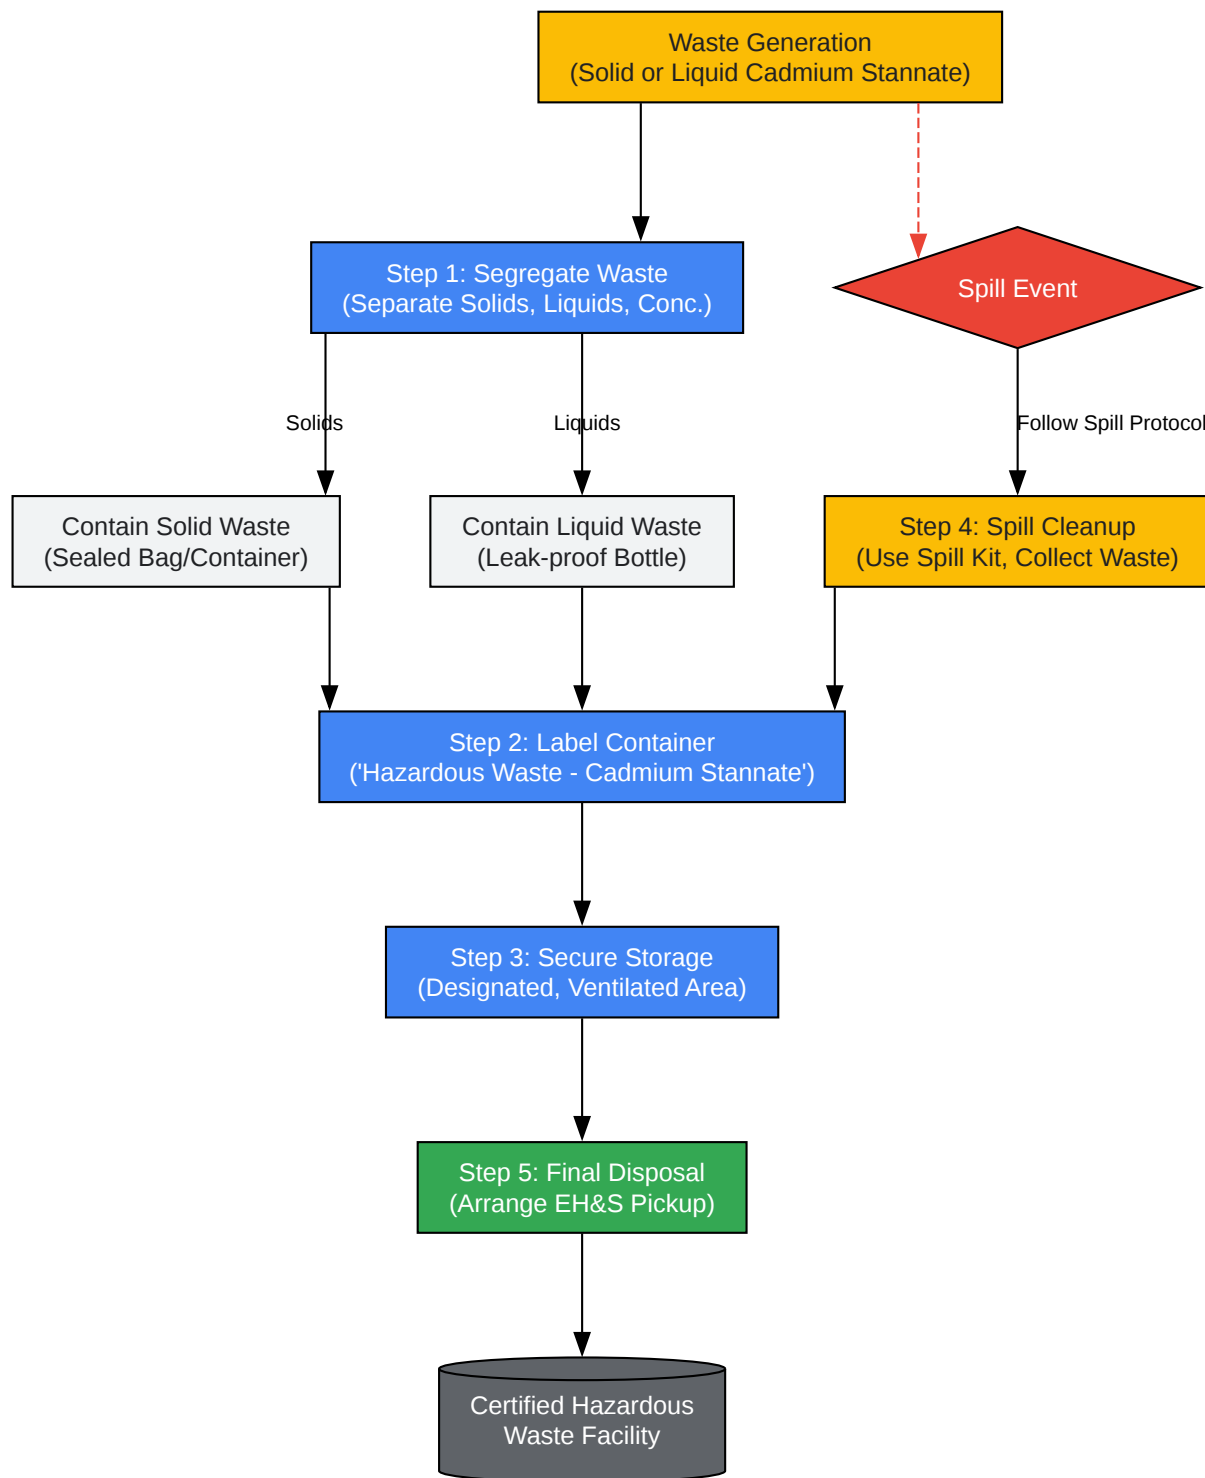 Waste Generation
(Solid or Liquid Cadmium Stannate)
Step 1: Segregate Waste
(Separate Solids, Liquids, Conc.)
Spill Event
Solids
Liquids
Follow Spill Protocol
Contain Solid Waste
(Sealed Bag/Container)
Contain Liquid Waste
(Leak-proof Bottle)
Step 4: Spill Cleanup
(Use Spill Kit, Collect Waste)
Step 2: Label Container
('Hazardous Waste - Cadmium Stannate')
Step 3: Secure Storage
(Designated, Ventilated Area)
Step 5: Final Disposal
(Arrange EH&S Pickup)
Certified Hazardous
Waste Facility